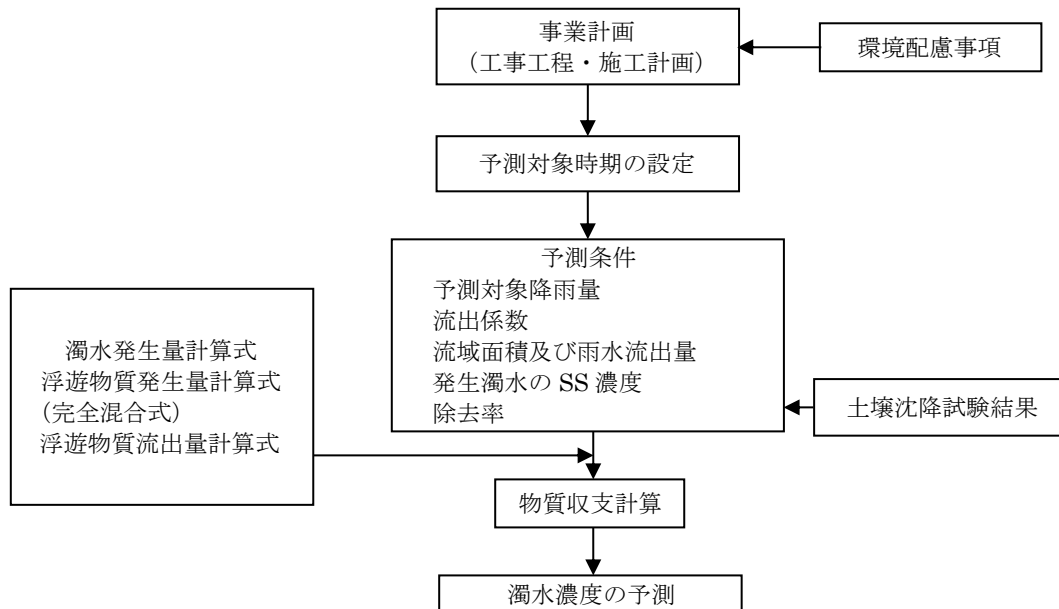 事業計画
（工事工程・施工計画）
環境配慮事項
予測対象時期の設定
予測条件
予測対象降雨量
流出係数
流域面積及び雨水流出量
発生濁水の SS 濃度
除去率
濁水発生量計算式
浮遊物質発生量計算式
（完全混合式）
浮遊物質流出量計算式
土壌沈降試験結果
物質収支計算
濁水濃度の予測